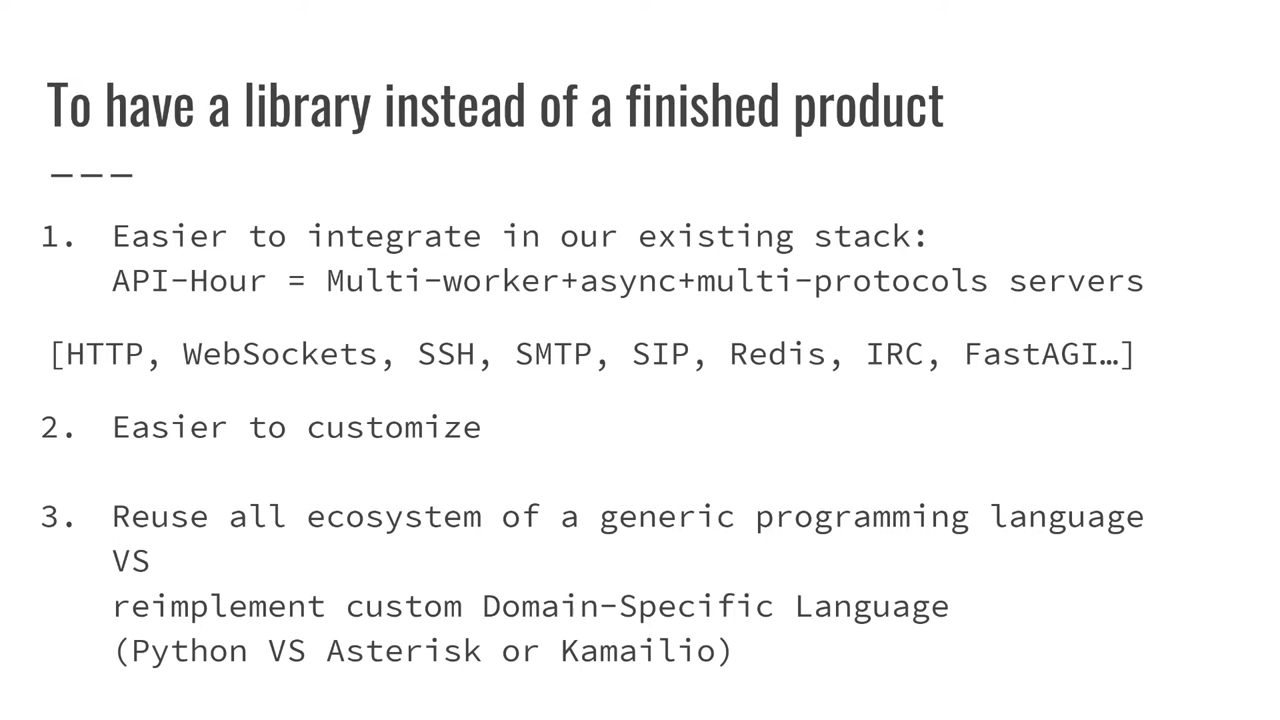 To have a library instead of a finished product
———
1. Easier to integrate in our existing stack:
API-Hour = Multi-worker+async+multi-protocols servers
[HTTP, WebSockets, SSH, SMTP, SIP, Redis, IRC, FastAGI…]
2. Easier to customize
3. Reuse all ecosystem of a generic programming language
VS
reimplement custom Domain-Specific Language
(Python VS Asterisk or Kamailio)